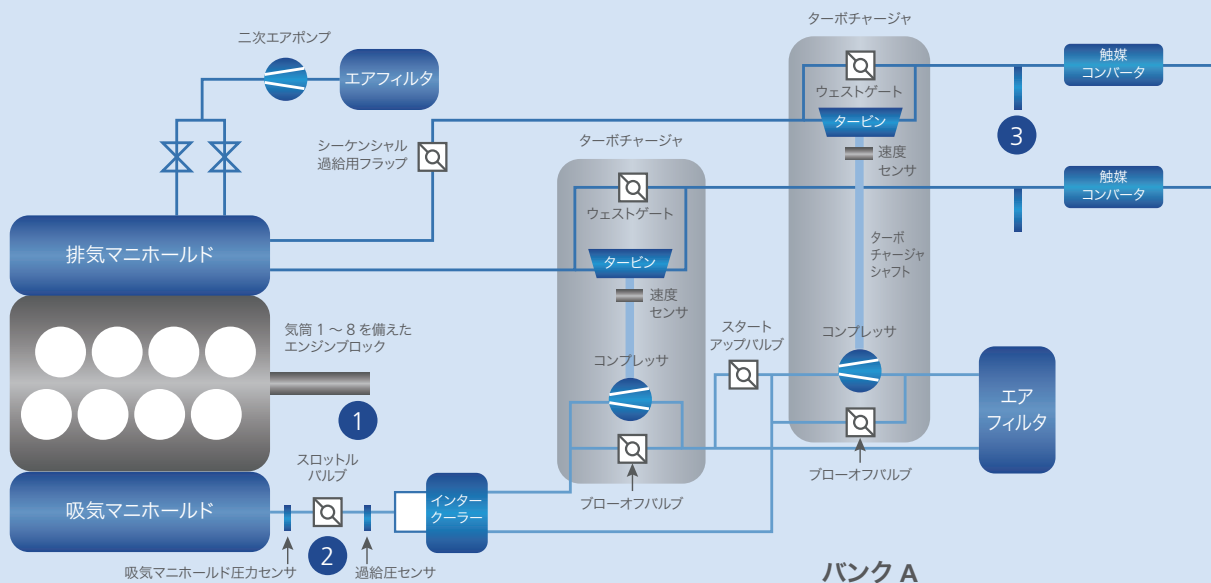 ターボチャージャ
二次エアポンプ
エアフィルタ
ウェストゲート
触媒
コンバータ
タービン
3
シーケンシャル
過給用フラップ
ターボチャージャ
速度
センサ
触媒
コンバータ
ウェストゲート
排気マニホールド
タービン
ターボ
チャージャ
シャフト
速度
センサ
気筒 1 ～ 8 を備えた
エンジンブロック
スタート
アップバルブ
コンプレッサ
コンプレッサ
エア
フィルタ
1
スロットル
バルブ
ブローオフバルブ
吸気マニホールド
インター
クーラー
ブローオフバルブ
2
吸気マニホールド圧力センサ
過給圧センサ
バンク A